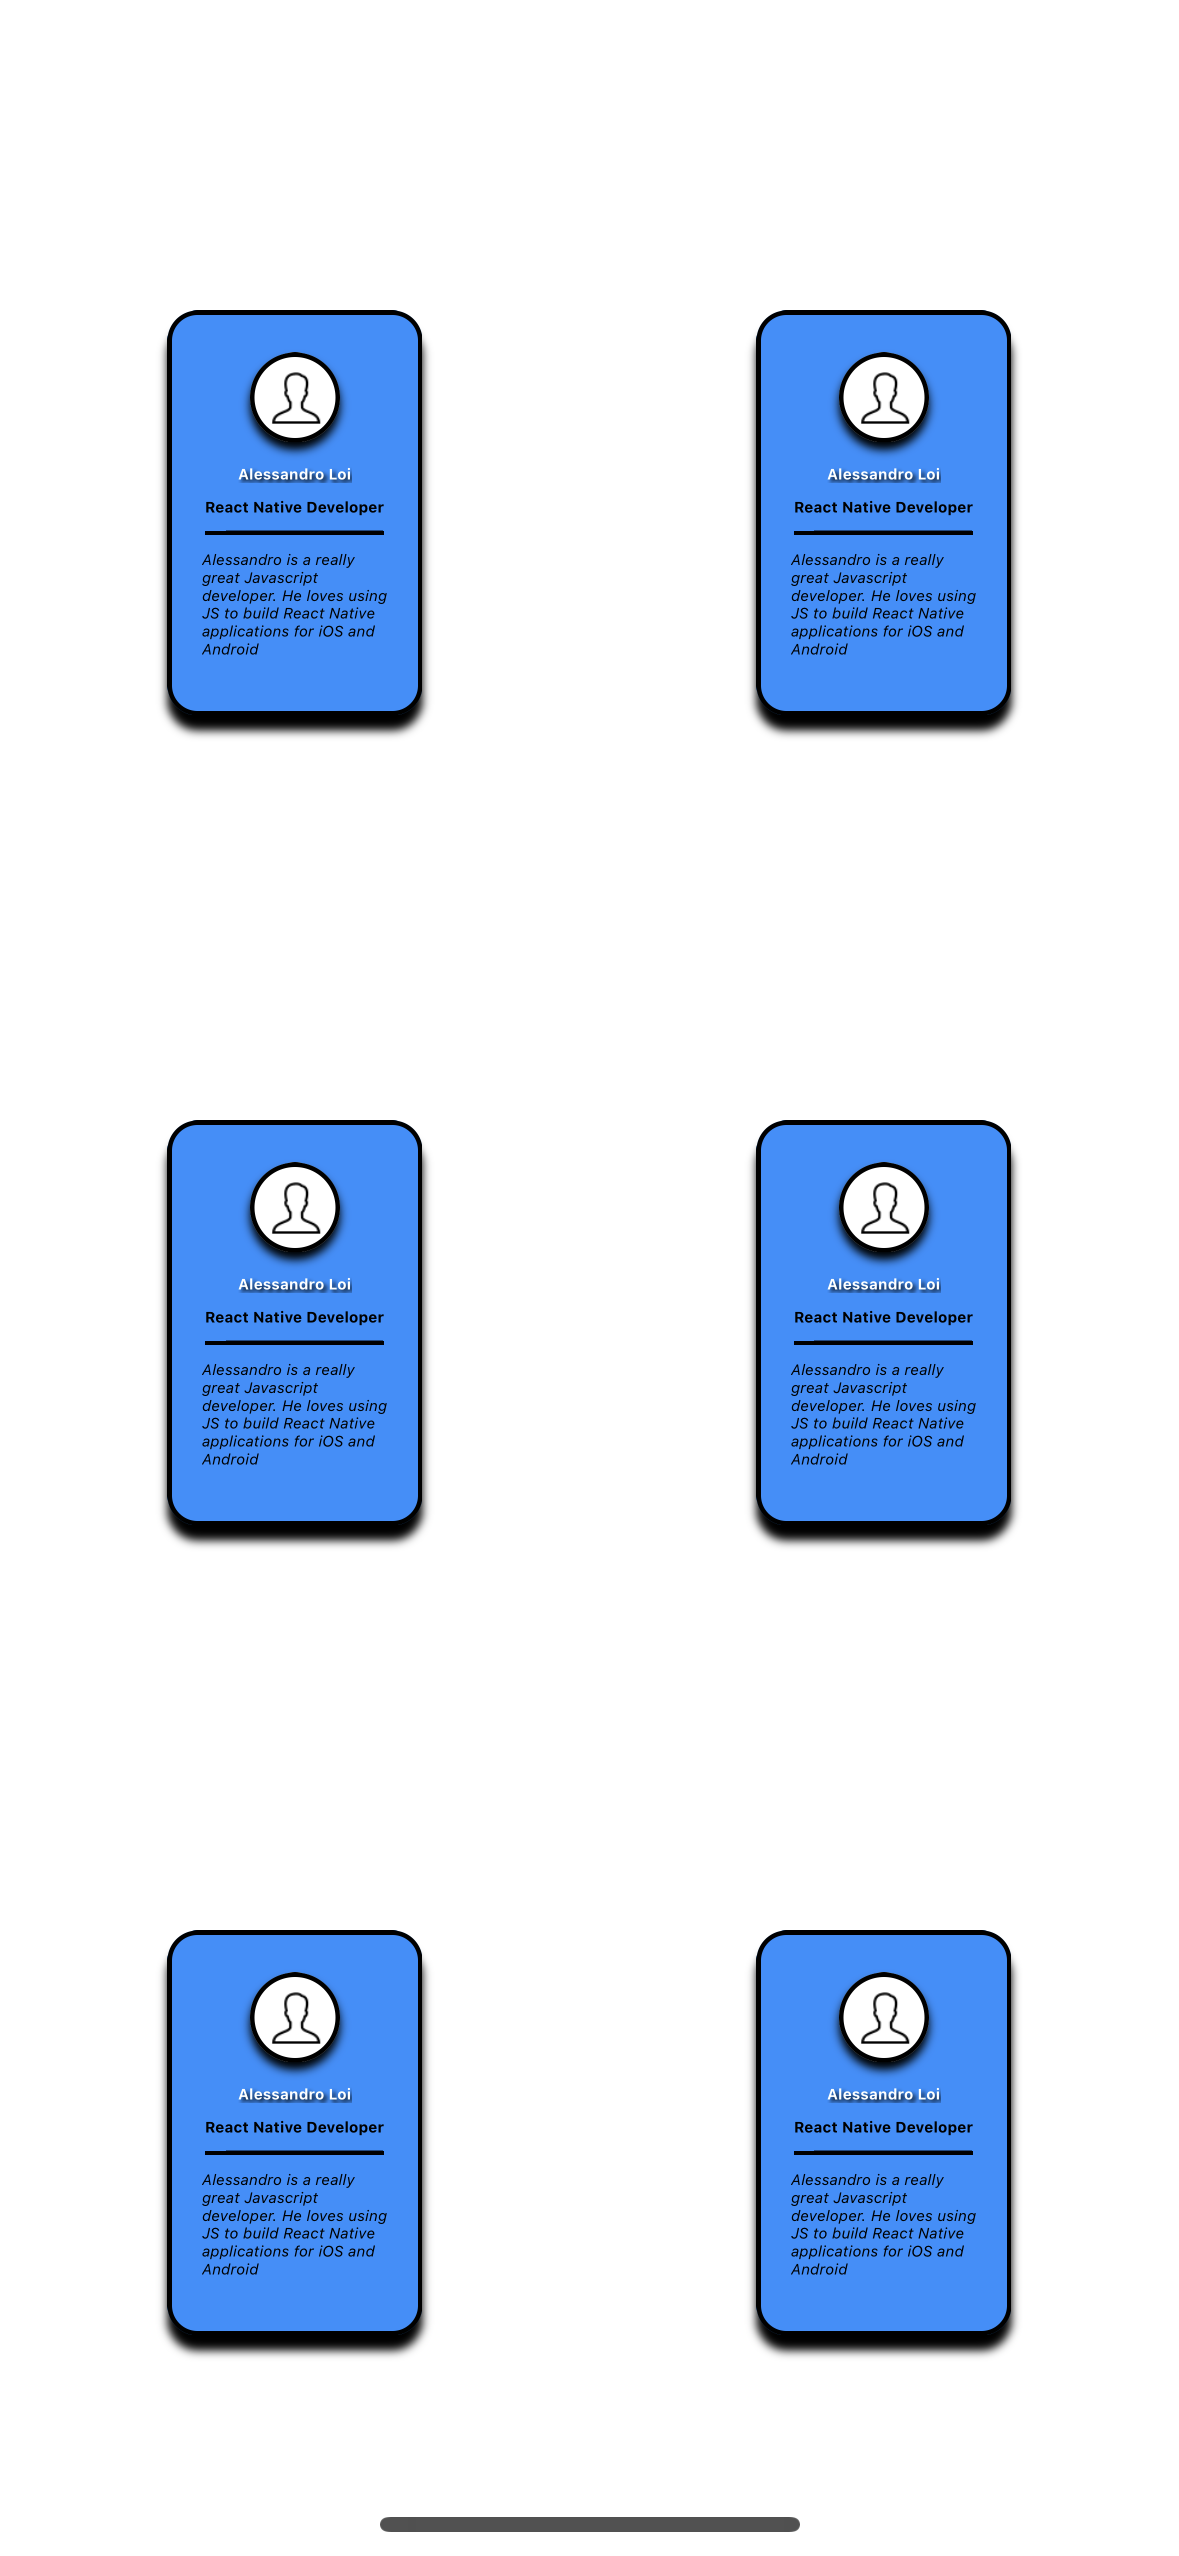 Alessandro Loi
React Native Developer
Alessandro is a really
great Javascript
developer. He loves using
JS to build React Native
applications for iOS and
Android
Alessandro Loi
React Native Developer
Alessandro is a really
great Javascript
developer. He loves using
JS to build React Native
applications for iOS and
Android
Alessandro Loi
React Native Developer
Alessandro is a really
great Javascript
developer. He loves using
JS to build React Native
applications for iOS and
Android
Alessandro Loi
React Native Developer
Alessandro is a really
great Javascript
developer. He loves using
JS to build React Native
applications for iOS and
Android
Alessandro Loi
React Native Developer
Alessandro is a really
great Javascript
developer. He loves using
JS to build React Native
applications for iOS and
Android
Alessandro Loi
React Native Developer
Alessandro is a really
great Javascript
developer. He loves using
JS to build React Native
applications for iOS and
Android